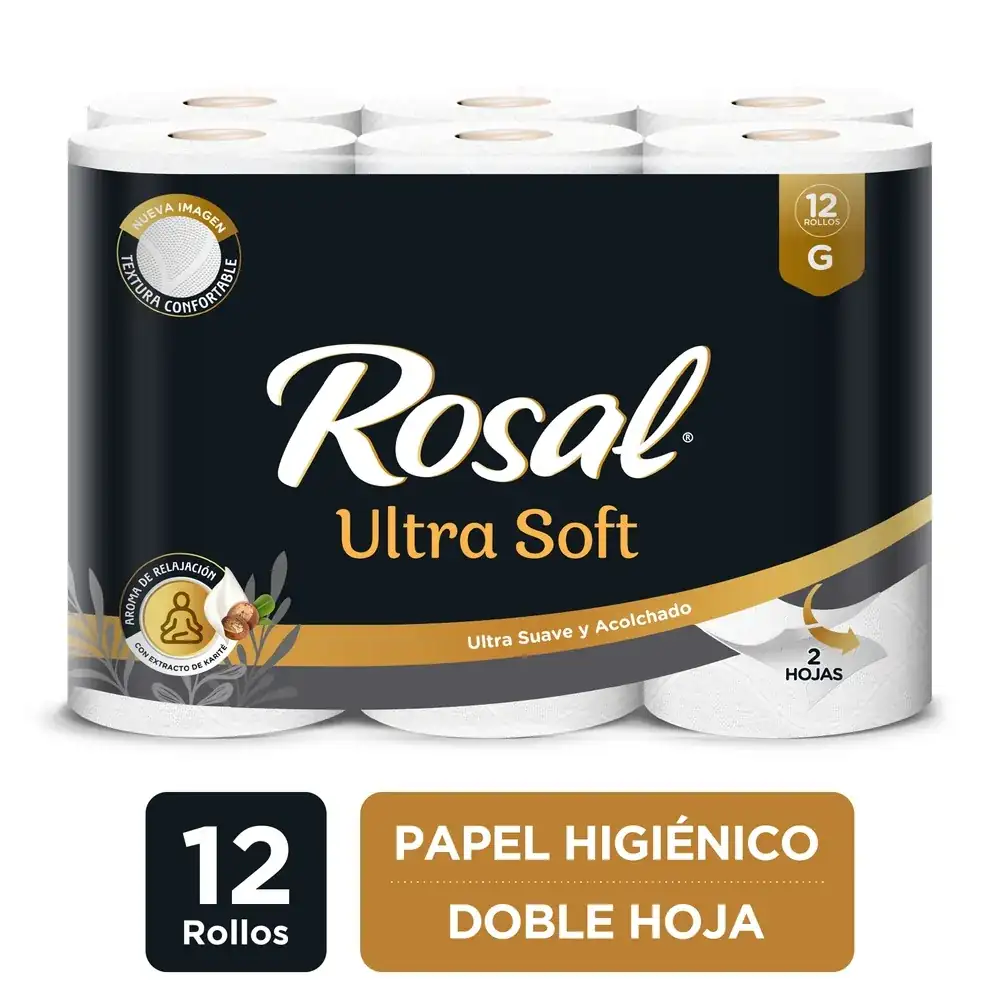 NUEVA IMAGEN
TEXTURA CONFORTABLE
12
ROLLOS
G
Rosal®
Ultra Soft
AROMA DE RELAJACIÓN
CON EXTRACTO DE KARITÉ
Ultra Suave y Acolchado
2
HOJAS
12
Rollos
PAPEL HIGIÉNICO
DOBLE HOJA